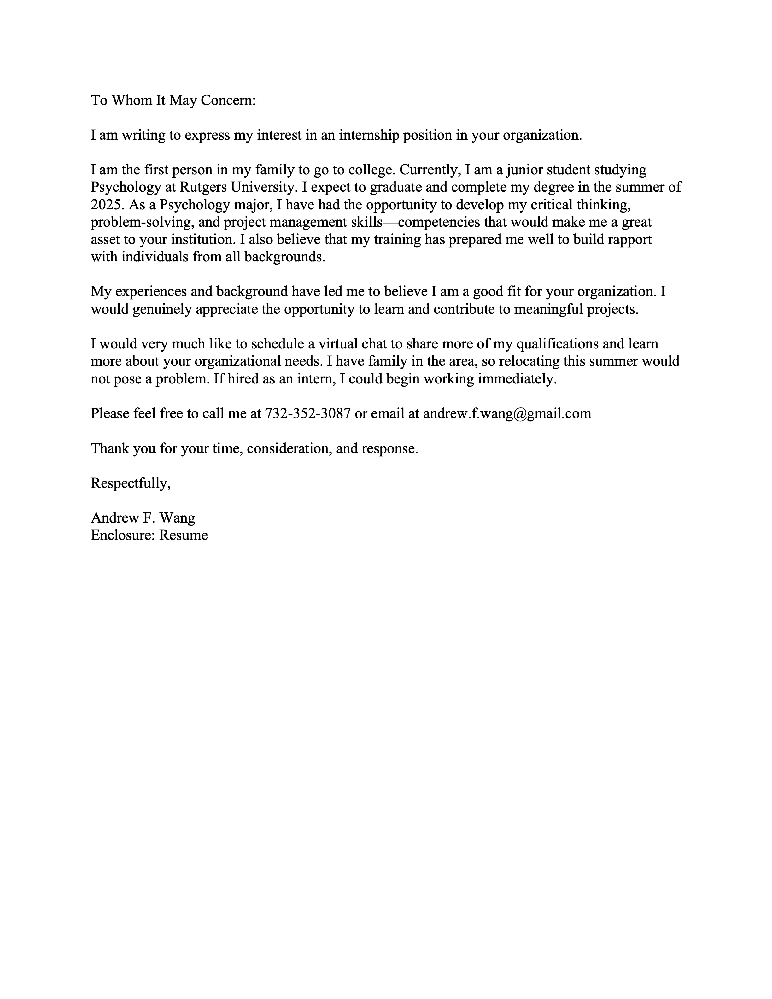 To Whom It May Concern:
I am writing to express my interest in an internship position in your organization.
I am the first person in my family to go to college. Currently, I am a junior student studying
Psychology at Rutgers University. I expect to graduate and complete my degree in the summer of
2025. As a Psychology major, I have had the opportunity to develop my critical thinking,
problem-solving, and project management skills—competencies that would make me a great
asset to your institution. I also believe that my training has prepared me well to build rapport
with individuals from all backgrounds.
My experiences and background have led me to believe I am a good fit for your organization. I
would genuinely appreciate the opportunity to learn and contribute to meaningful projects.
I would very much like to schedule a virtual chat to share more of my qualifications and learn
more about your organizational needs. I have family in the area, so relocating this summer would
not pose a problem. If hired as an intern, I could begin working immediately.
Please feel free to call me at 732-352-3087 or email at andrew.f.wang@gmail.com
Thank you for your time, consideration, and response.
Respectfully,
Andrew F. Wang
Enclosure: Resume